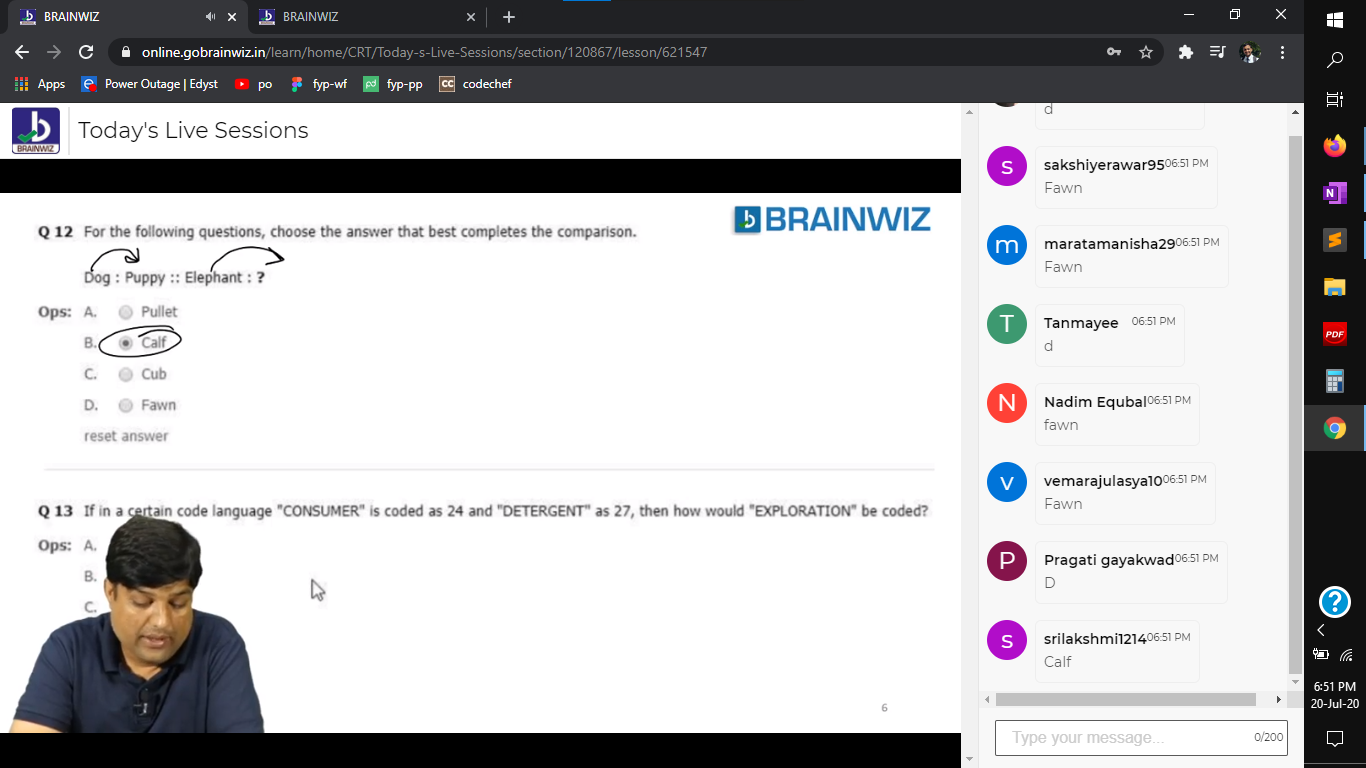 BRAINWIZ
BRAINWIZ
online.gobrainwiz.in/learn/home/CRT/Today-s-Live-Sessions/section/120867/lesson/621547
Apps
Power Outage | Edyst
po
fyp-wf
pd
fyp-pp
CC
codechef
BRAINWIZ
Today's Live Sessions
BRAINWIZ
Q 12 For the following questions, choose the answer that best completes the comparison.
Dog : Puppy :: Elephant : ?
Ops: A. Pullet
B. Calf
C. Cub
D. Fawn
reset answer
Q 13 If in a certain code language "CONSUMER" is coded as 24 and "DETERGENT" as 27, then how would "EXPLORATION" be coded?
Ops: A.
B.
C.
6
d
s
sakshiyerawar95 06:51 PM
Fawn
m
maratamanisha29 06:51 PM
Fawn
T
Tanmayee 06:51 PM
d
N
Nadim Equbal 06:51 PM
fawn
v
vemarajulasya10 06:51 PM
Fawn
P
Pragati gayakwad 06:51 PM
D
s
srilakshmi1214 06:51 PM
Calf
Type your message...
0/200
N
PDF
?
6:51 PM
20-Jul-20